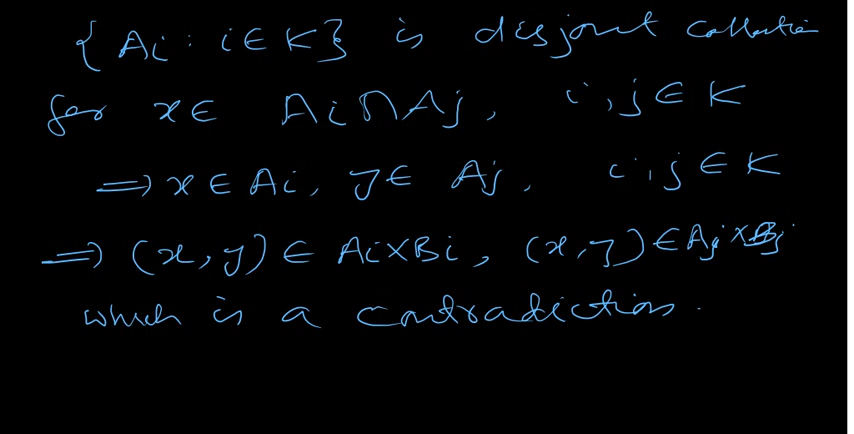 {Ai : i ∈ K} is disjoint collection
for x ∈ Ai ∩ Aj, i, j ∈ K
⟹ x ∈ Ai, y ∈ Aj, i, j ∈ K
⟹ (x, y) ∈ Ai × Bi, (x, y) ∈ Aj × Bj
which is a contradiction.